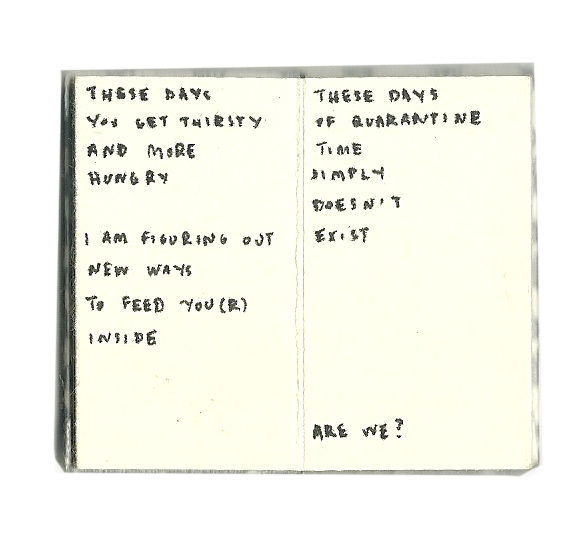 THESE DAYS
YOU GET THIRSTY
AND MORE
HUNGRY
I AM FIGURING OUT
NEW WAYS
TO FEED YOU(R)
INSIDE
THESE DAYS
OF QUARANTINE
TIME
SIMPLY
DOESN'T
EXIST
ARE WE?